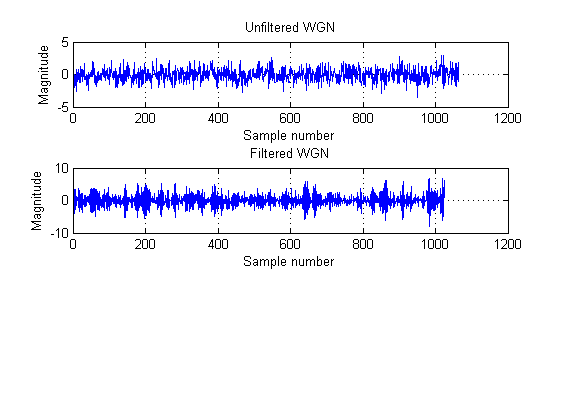 Unfiltered WGN
5
0
-5
Magnitude
0 200 400 600 800 1000 1200
Sample number
Filtered WGN
10
0
-10
Magnitude
0 200 400 600 800 1000 1200
Sample number